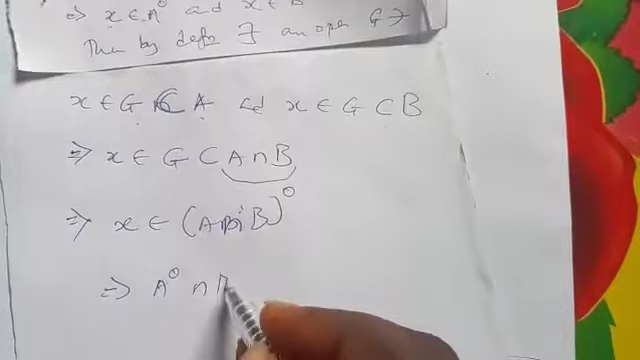 ⇒ x ∈ A° and x ∈ B
Then by defn ∃ an open G ∋
x ∈ G ⊂ A and x ∈ G ⊂ B
⇒ x ∈ G ⊂ A ∩ B
⇒ x ∈ (A ∩ B)°
⇒ A° ∩